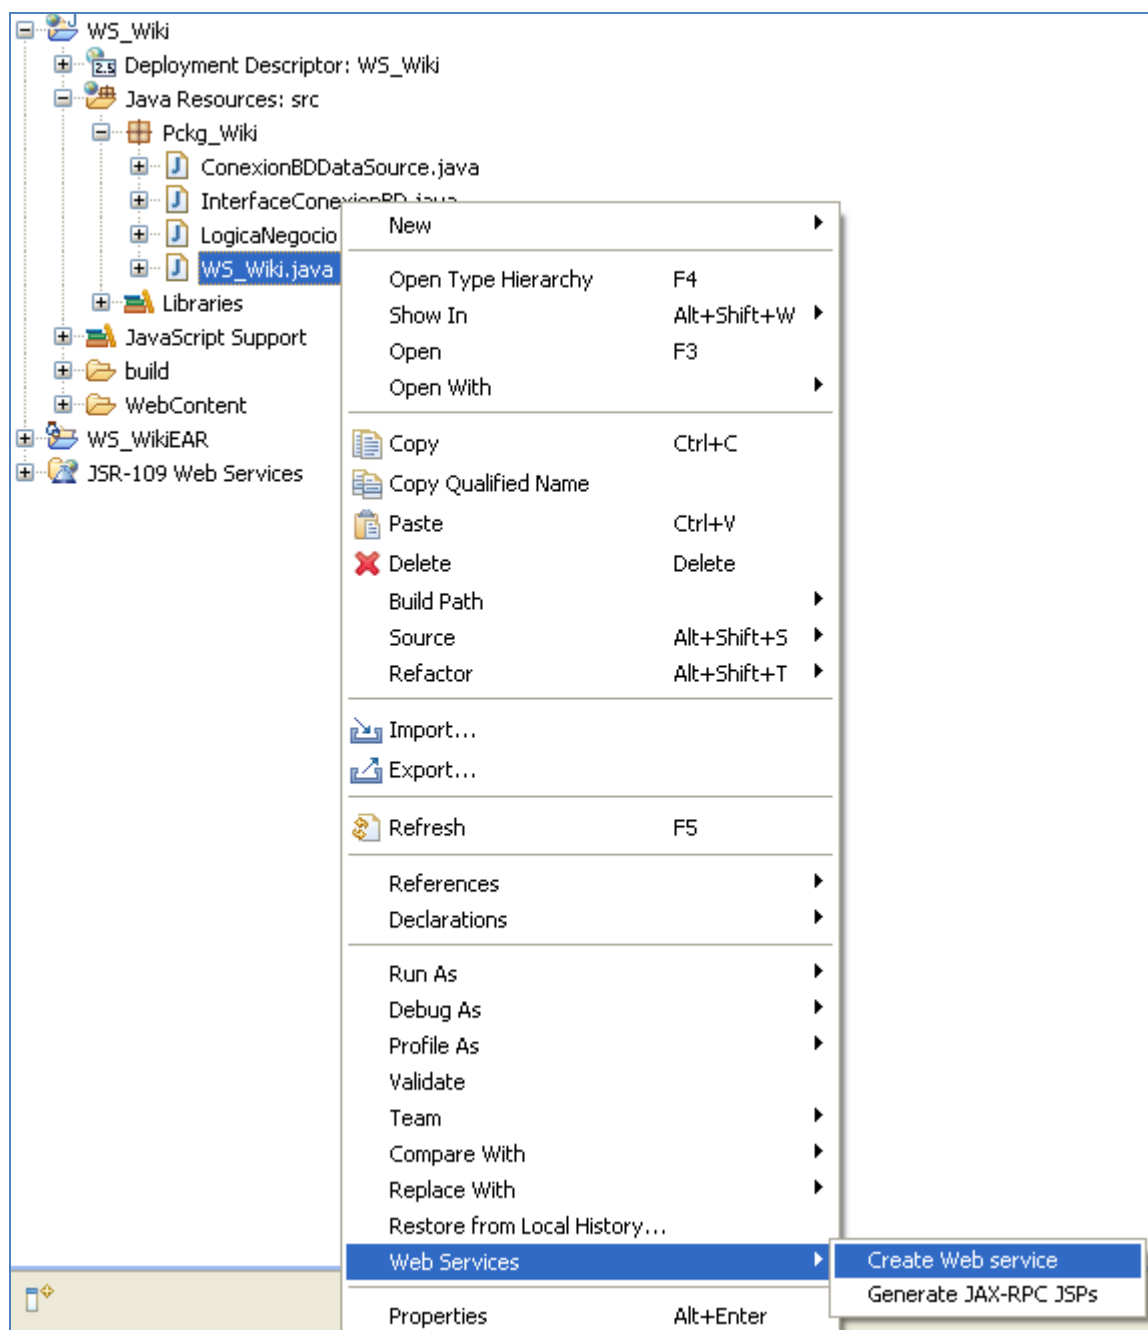 WS_Wiki
2.5 Deployment Descriptor: WS_Wiki
Java Resources: src
Pckg_Wiki
ConexionBDDataSource.java
InterfaceConexionBD.java
LogicaNegocio
WS_Wiki.java
Libraries
JavaScript Support
build
WebContent
WS_WikiEAR
JSR-109 Web Services
New
Open Type Hierarchy F4
Show In Alt+Shift+W
Open F3
Open With
Copy Ctrl+C
Copy Qualified Name
Paste Ctrl+V
Delete Delete
Build Path
Source Alt+Shift+S
Refactor Alt+Shift+T
Import...
Export...
Refresh F5
References
Declarations
Run As
Debug As
Profile As
Validate
Team
Compare With
Replace With
Restore from Local History...
Web Services
Properties Alt+Enter
Create Web service
Generate JAX-RPC JSPs